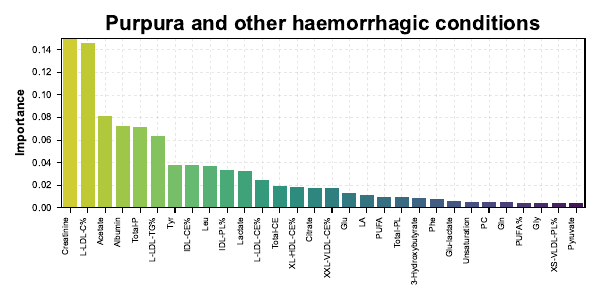 Purpura and other haemorrhagic conditions
Importance
0.14
0.12
0.10
0.08
0.06
0.04
0.02
0.00
Creatinine
L-LDL-C%
Acetate
Albumin
Total-P
L-LDL-TG%
Tyr
IDL-CE%
Leu
IDL-PL%
Lactate
L-LDL-CE%
Total-CE
XL-HDL-CE%
Citrate
XXL-VLDL-CE%
Glu
LA
PUFA
Total-PL
3-Hydroxybutyrate
Phe
Glu-lactate
Unsaturation
PC
Gln
PUFA%
Gly
XS-VLDL-PL%
Pyruvate